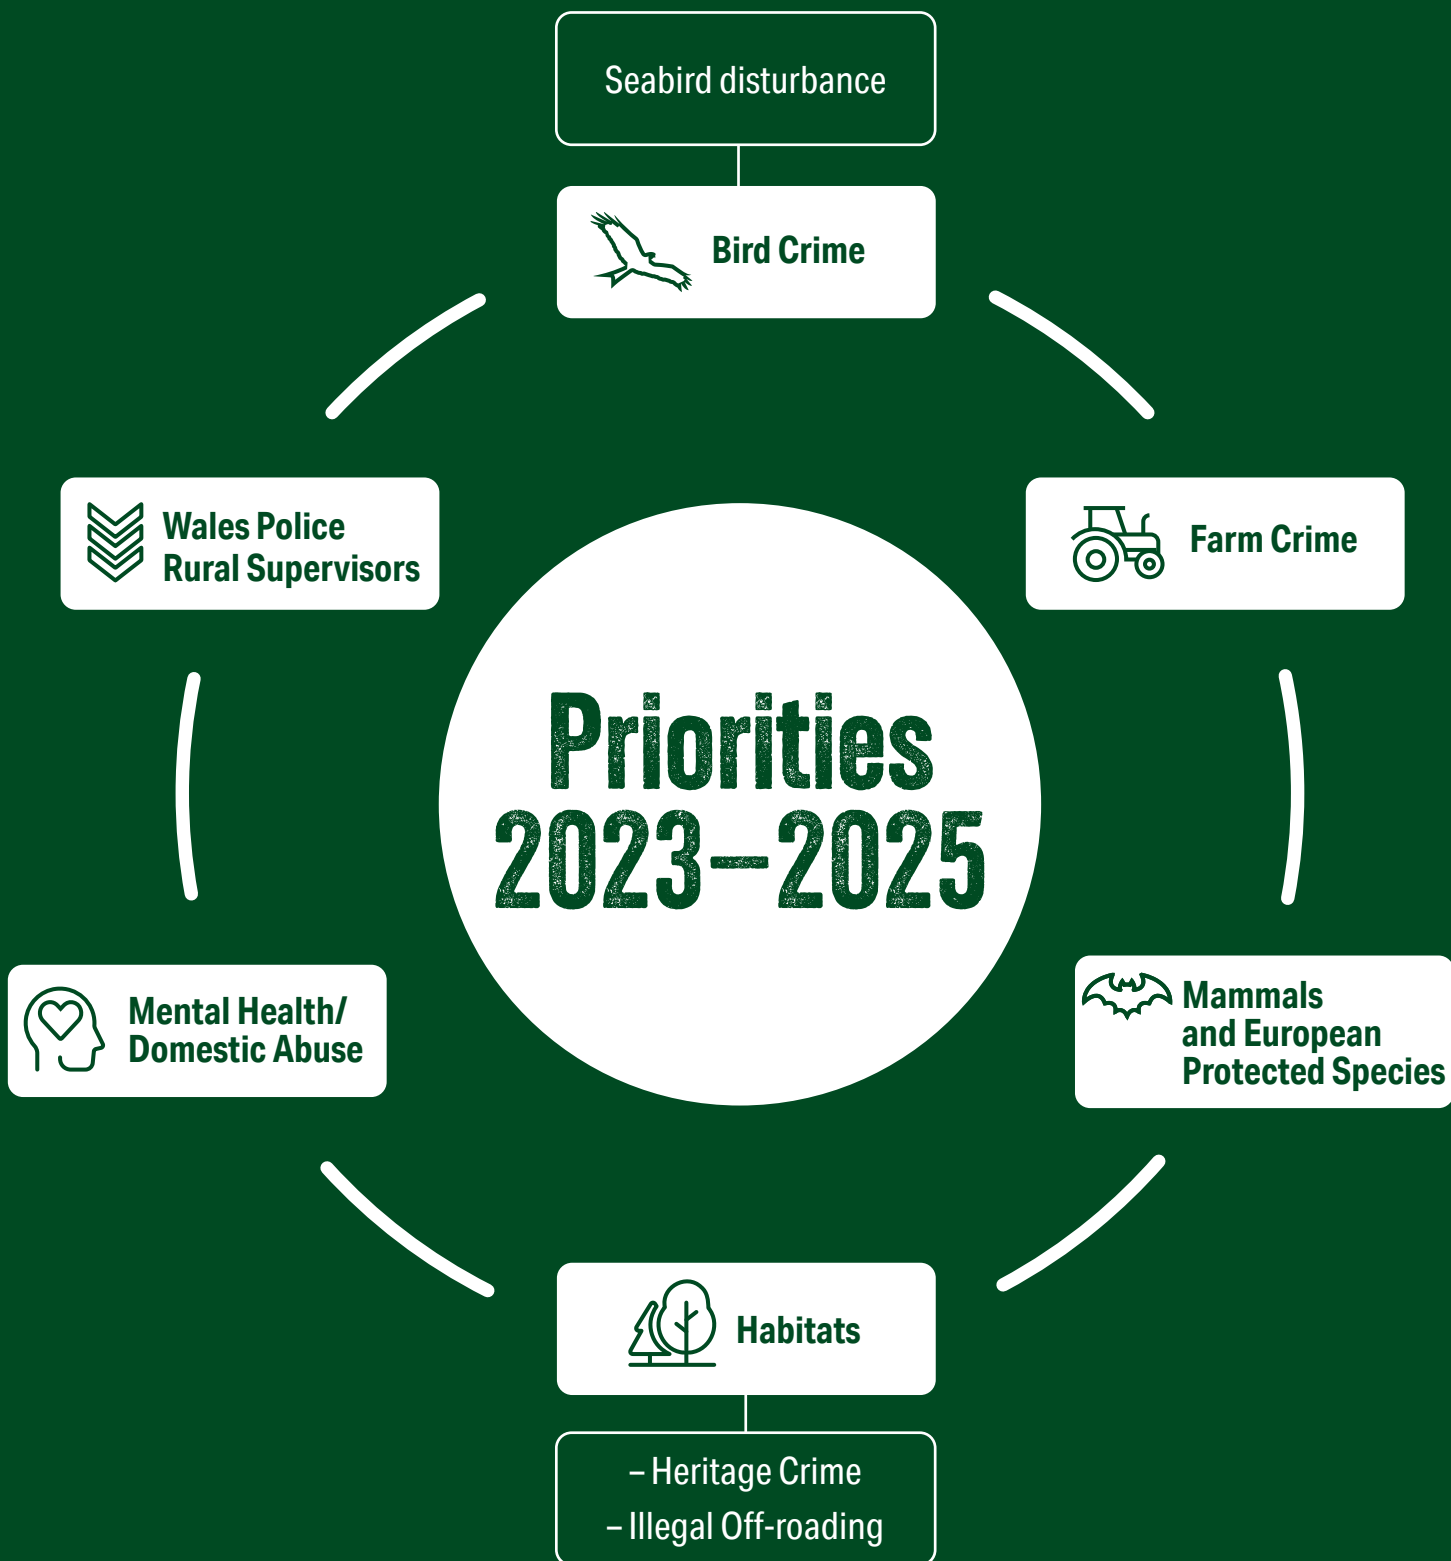 Seabird disturbance
Bird Crime
Wales Police
Rural Supervisors
Farm Crime
Priorities
2023–2025
Mental Health/
Domestic Abuse
Mammals
and European
Protected Species
Habitats
– Heritage Crime
– Illegal Off-roading